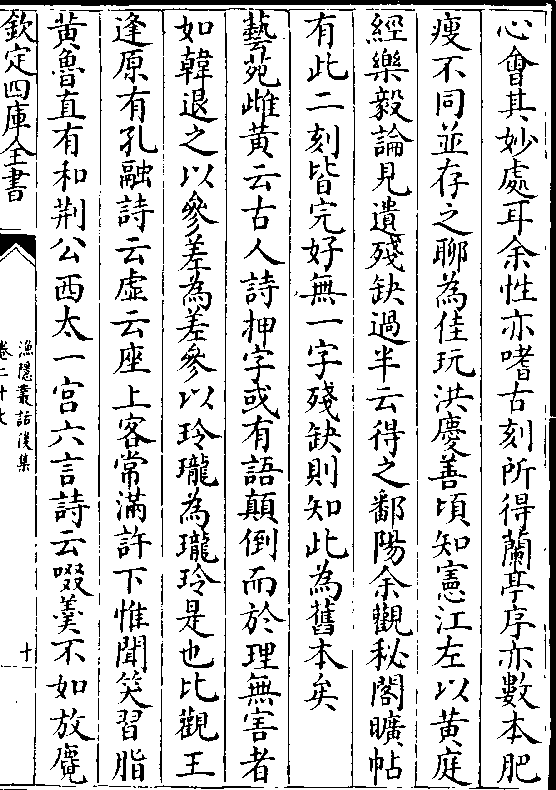 心會其妙處耳余性亦嗜古刻所得蘭亭序亦數本肥
瘦不同並存之聊為佳玩洪慶善頃知憲江左以黄庭
經樂毅論見遺殘缺過半云得之鄱陽余觀秘閣曠帖
有此二刻皆完好無一字殘缺則知此為舊本矣
藝苑雌黄云古人詩押字或有語顛倒而於理無害者
如韓退之以參差為差參以玲瓏為瓏玲是也比觀王
逢原有孔融詩云虚云座上客常滿許下惟聞笑習脂
黄魯直有和荆公西太一宫六言詩云啜羮不如放麑
欽定四庫全書
漁隱叢話後集
十